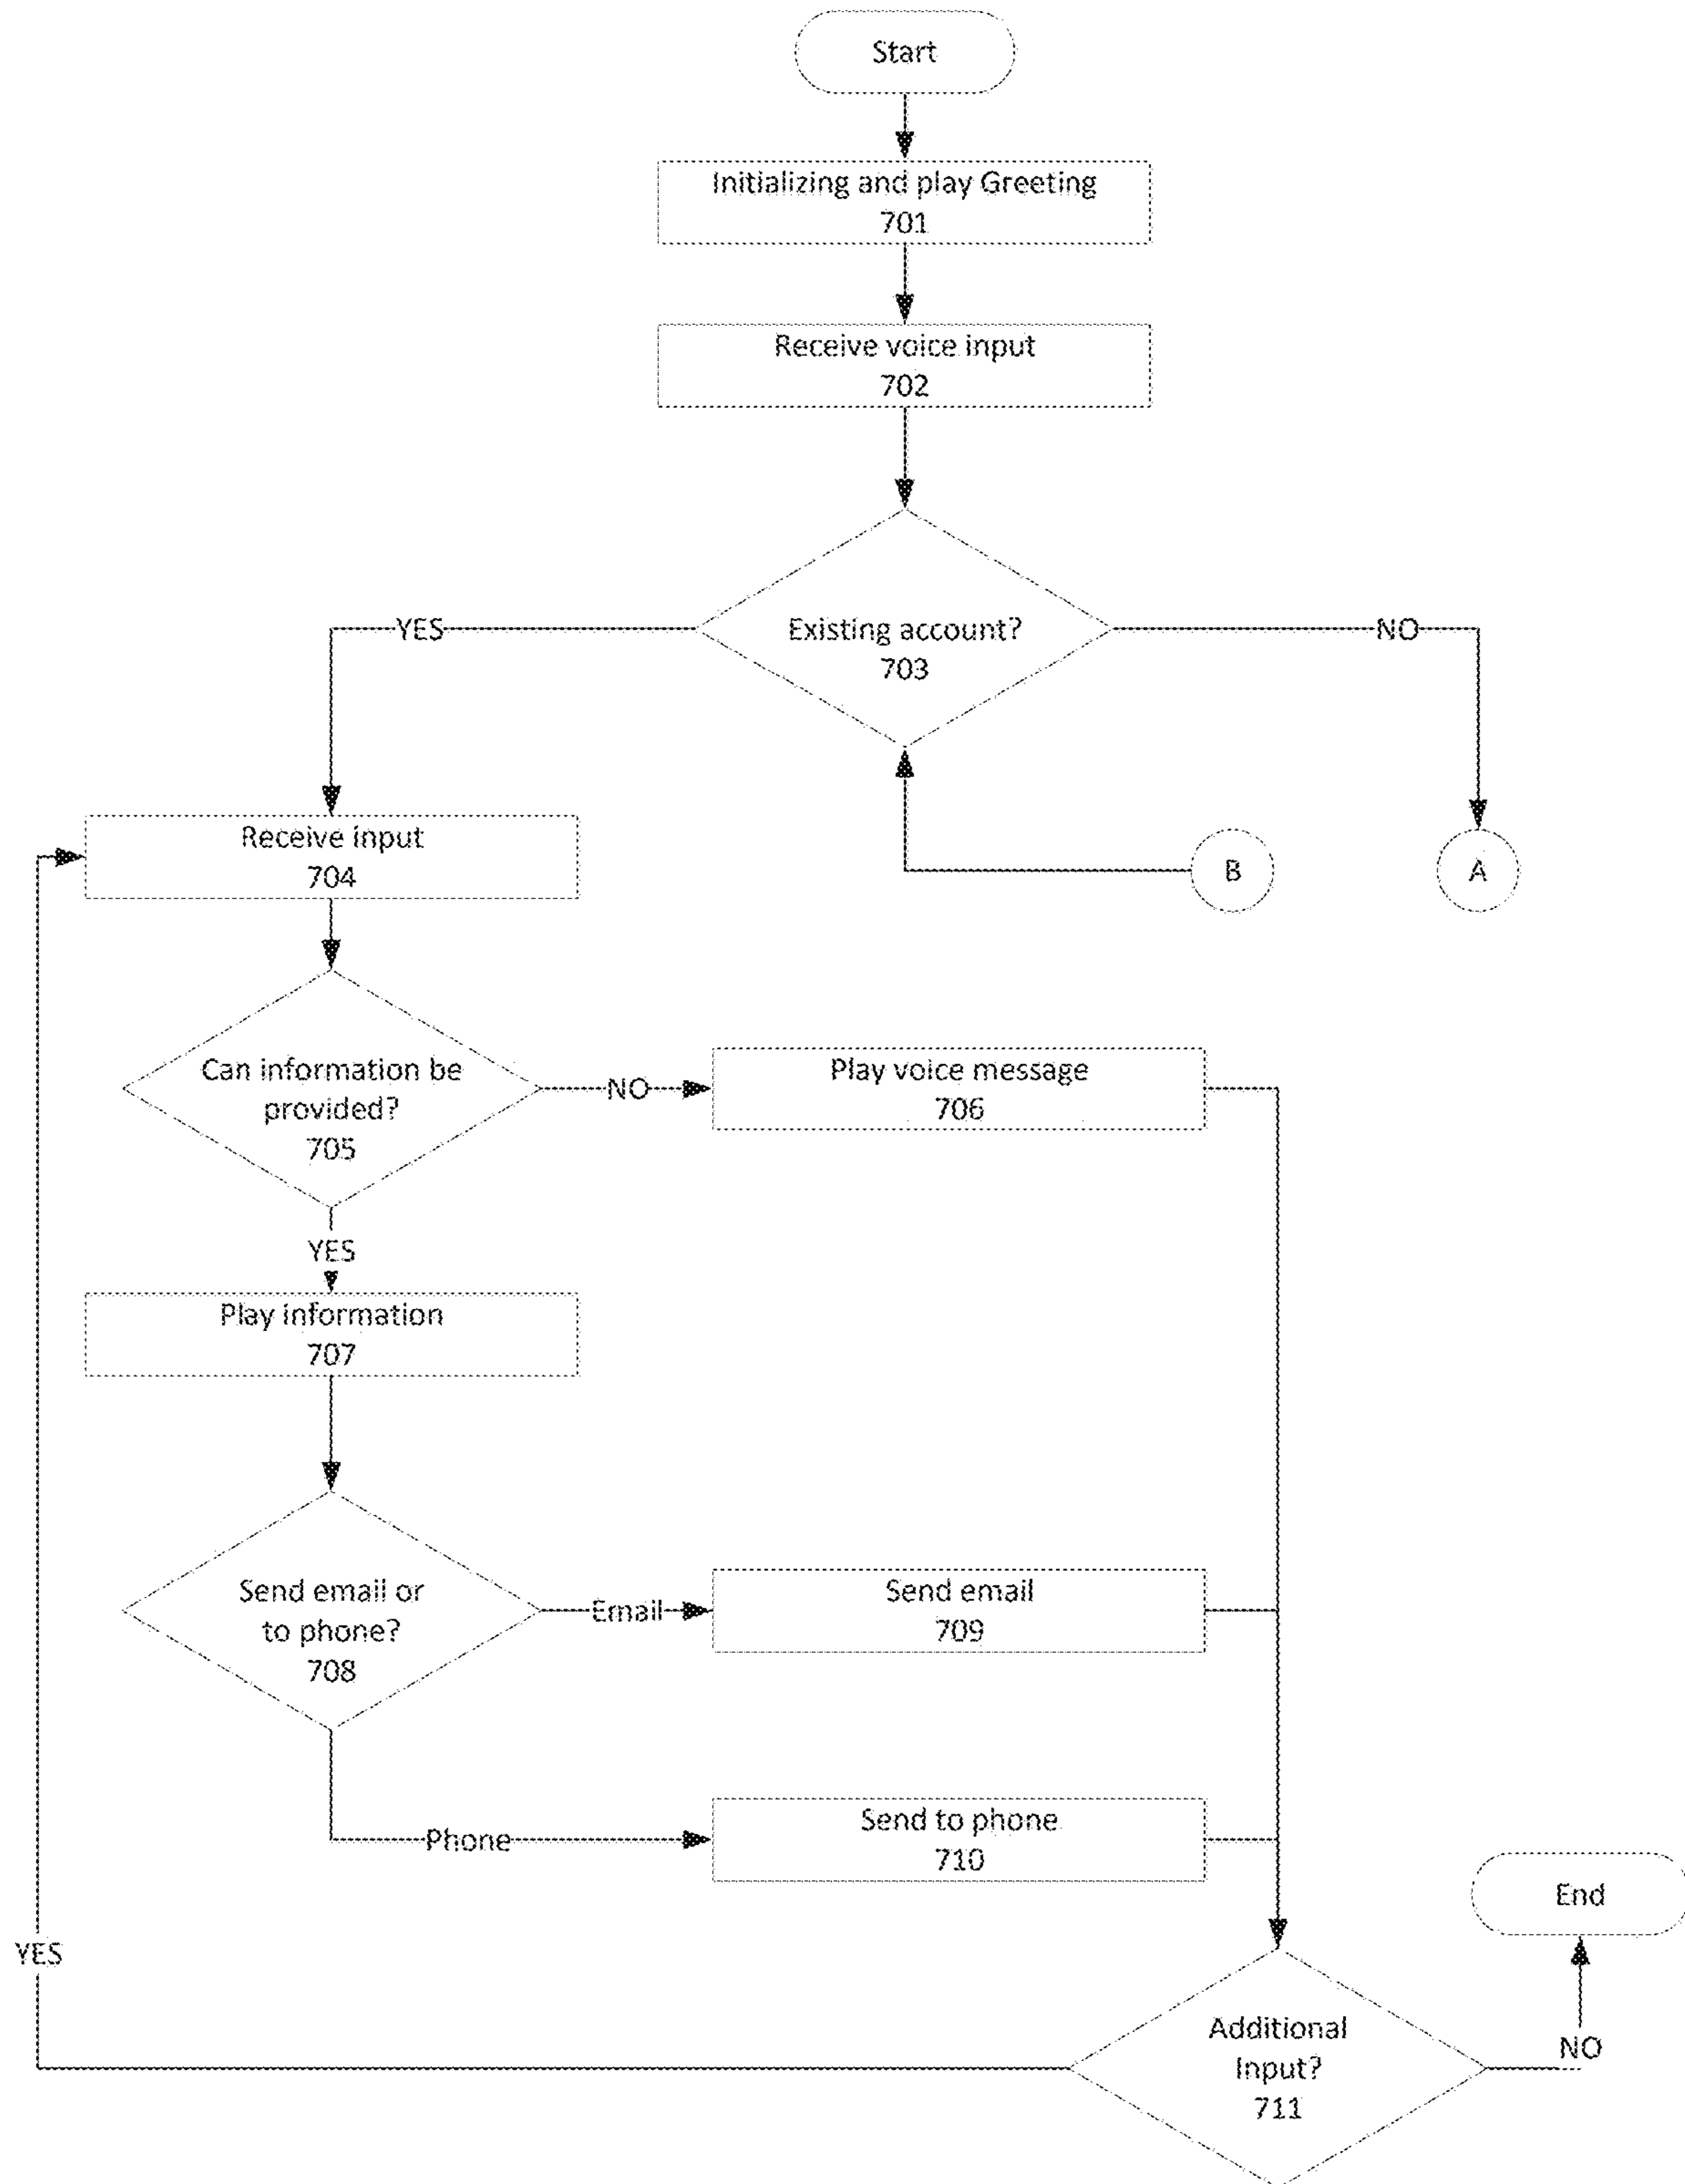 Start
Initializing and play Greeting
701
Receive voice input
702
Existing account?
703
YES
NO
Receive input
704
B
A
Can information be
provided?
705
NO
Play voice message
706
YES
Play information
707
Send email or
to phone?
708
Email
Send email
709
Phone
Send to phone
710
End
YES
Additional
Input?
711
NO